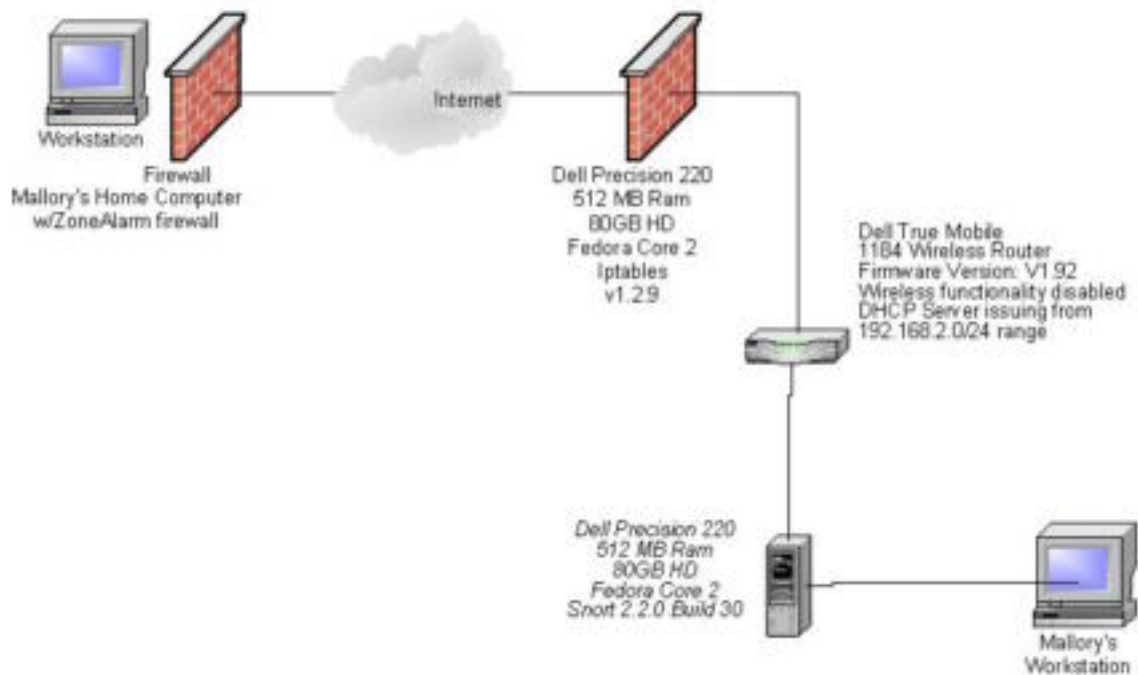 Workstation
Firewall
Mallory's Home Computer
w/ZoneAlarm firewall
Internet
Dell Precision 220
512 MB Ram
80GB HD
Fedora Core 2
Iptables
v1.2.9
Dell True Mobile
1184 Wireless Router
Firmware Version: V1.92
Wireless functionality disabled
DHCP Server issuing from
192.168.2.0/24 range
Dell Precision 220
512 MB Ram
80GB HD
Fedora Core 2
Snort 2.2.0 Build 30
Mallory's
Workstation